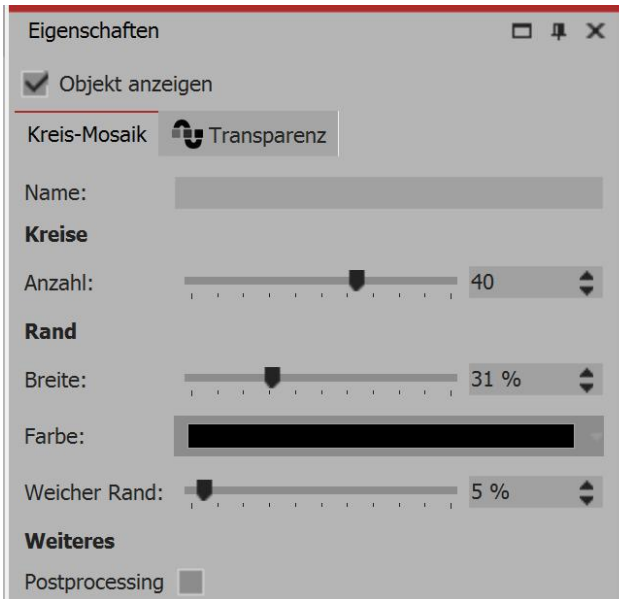 Eigenschaften
Objekt anzeigen
Kreis-Mosaik Transparenz
Name:
Kreise
Anzahl: 40
Rand
Breite: 31 %
Farbe:
Weicher Rand: 5 %
Weiteres
Postprocessing